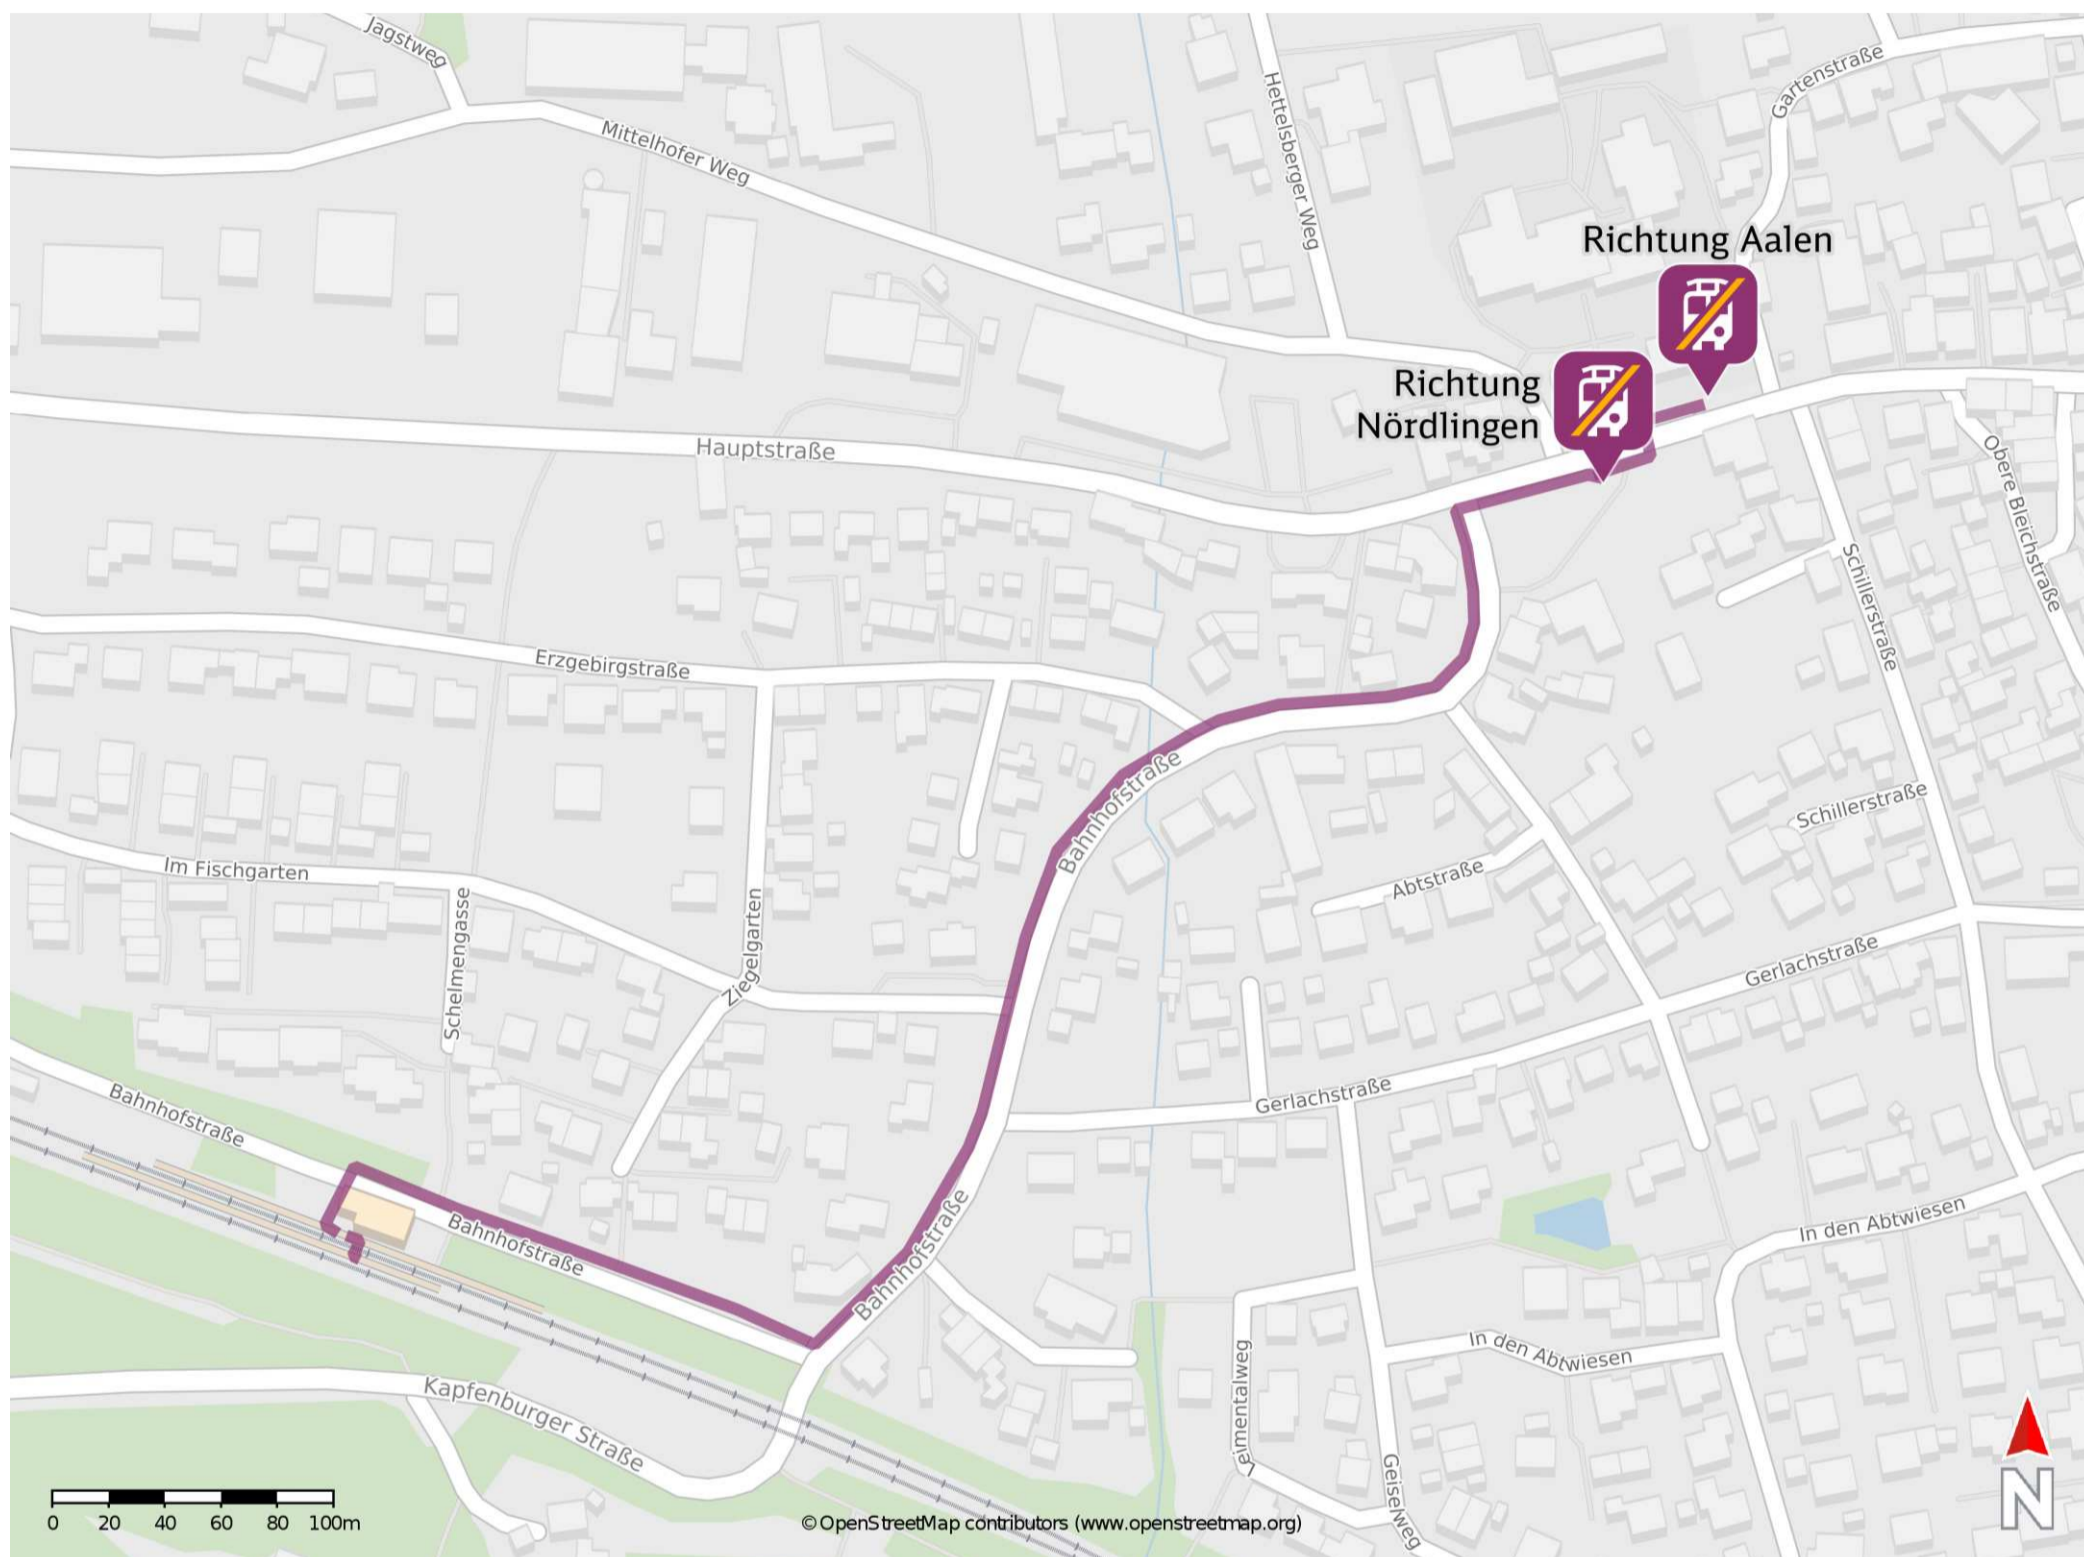 Jagstweg
Mittelhofer Weg
Hettelsberger Weg
Gartenstraße
Richtung Aalen
Richtung
Nördlingen
Hauptstraße
Obere Bleichstraße
Schillerstraße
Erzgebirgstraße
Bahnhofstraße
Schillerstraße
Im Fischgarten
Abtstraße
Schelmengasse
Ziegelgarten
Gerlachstraße
Gerlachstraße
Bahnhofstraße
Bahnhofstraße
Bahnhofstraße
In den Abtwiesen
In den Abtwiesen
Leimentalweg
Kapfenburger Straße
Geiselweg
N
0 20 40 60 80 100m
© OpenStreetMap contributors (www.openstreetmap.org)